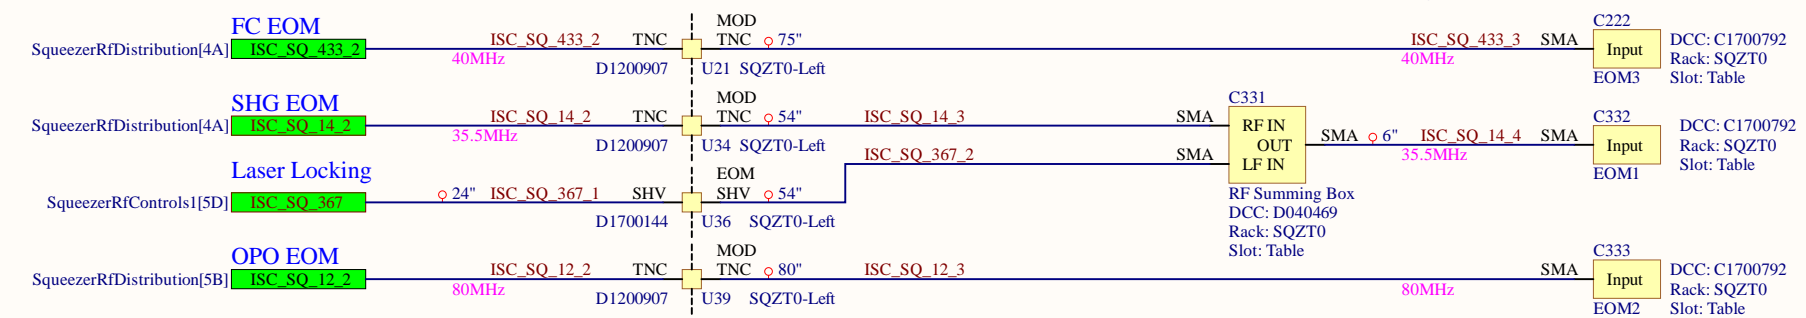 FC EOM
SqueezerRfDistribution[4A] ISC_SQ_433_2 ISC_SQ_433_2 TNC MOD TNC 75" ISC_SQ_433_3 SMA C222 Input DCC: C1700792
40MHz D1200907 U21 SQZT0-Left 40MHz EOM3 Rack: SQZT0
Slot: Table
SHG EOM
SqueezerRfDistribution[4A] ISC_SQ_14_2 ISC_SQ_14_2 TNC MOD TNC 54" ISC_SQ_14_3 SMA
35.5MHz D1200907 U34 SQZT0-Left
C331
RF IN
OUT
LF IN
RF Summing Box
DCC: D040469
Rack: SQZT0
Slot: Table
SMA 6" ISC_SQ_14_4 SMA
35.5MHz
C332
Input
EOM1
DCC: C1700792
Rack: SQZT0
Slot: Table
Laser Locking
SqueezerRfControls1[5D] ISC_SQ_367 24" ISC_SQ_367_1 SHV EOM SHV 54" ISC_SQ_367_2 SMA
D1700144 U36 SQZT0-Left
OPO EOM
SqueezerRfDistribution[5B] ISC_SQ_12_2 ISC_SQ_12_2 TNC MOD TNC 80" ISC_SQ_12_3 SMA
80MHz D1200907 U39 SQZT0-Left 80MHz
C333
Input
EOM2
DCC: C1700792
Rack: SQZT0
Slot: Table